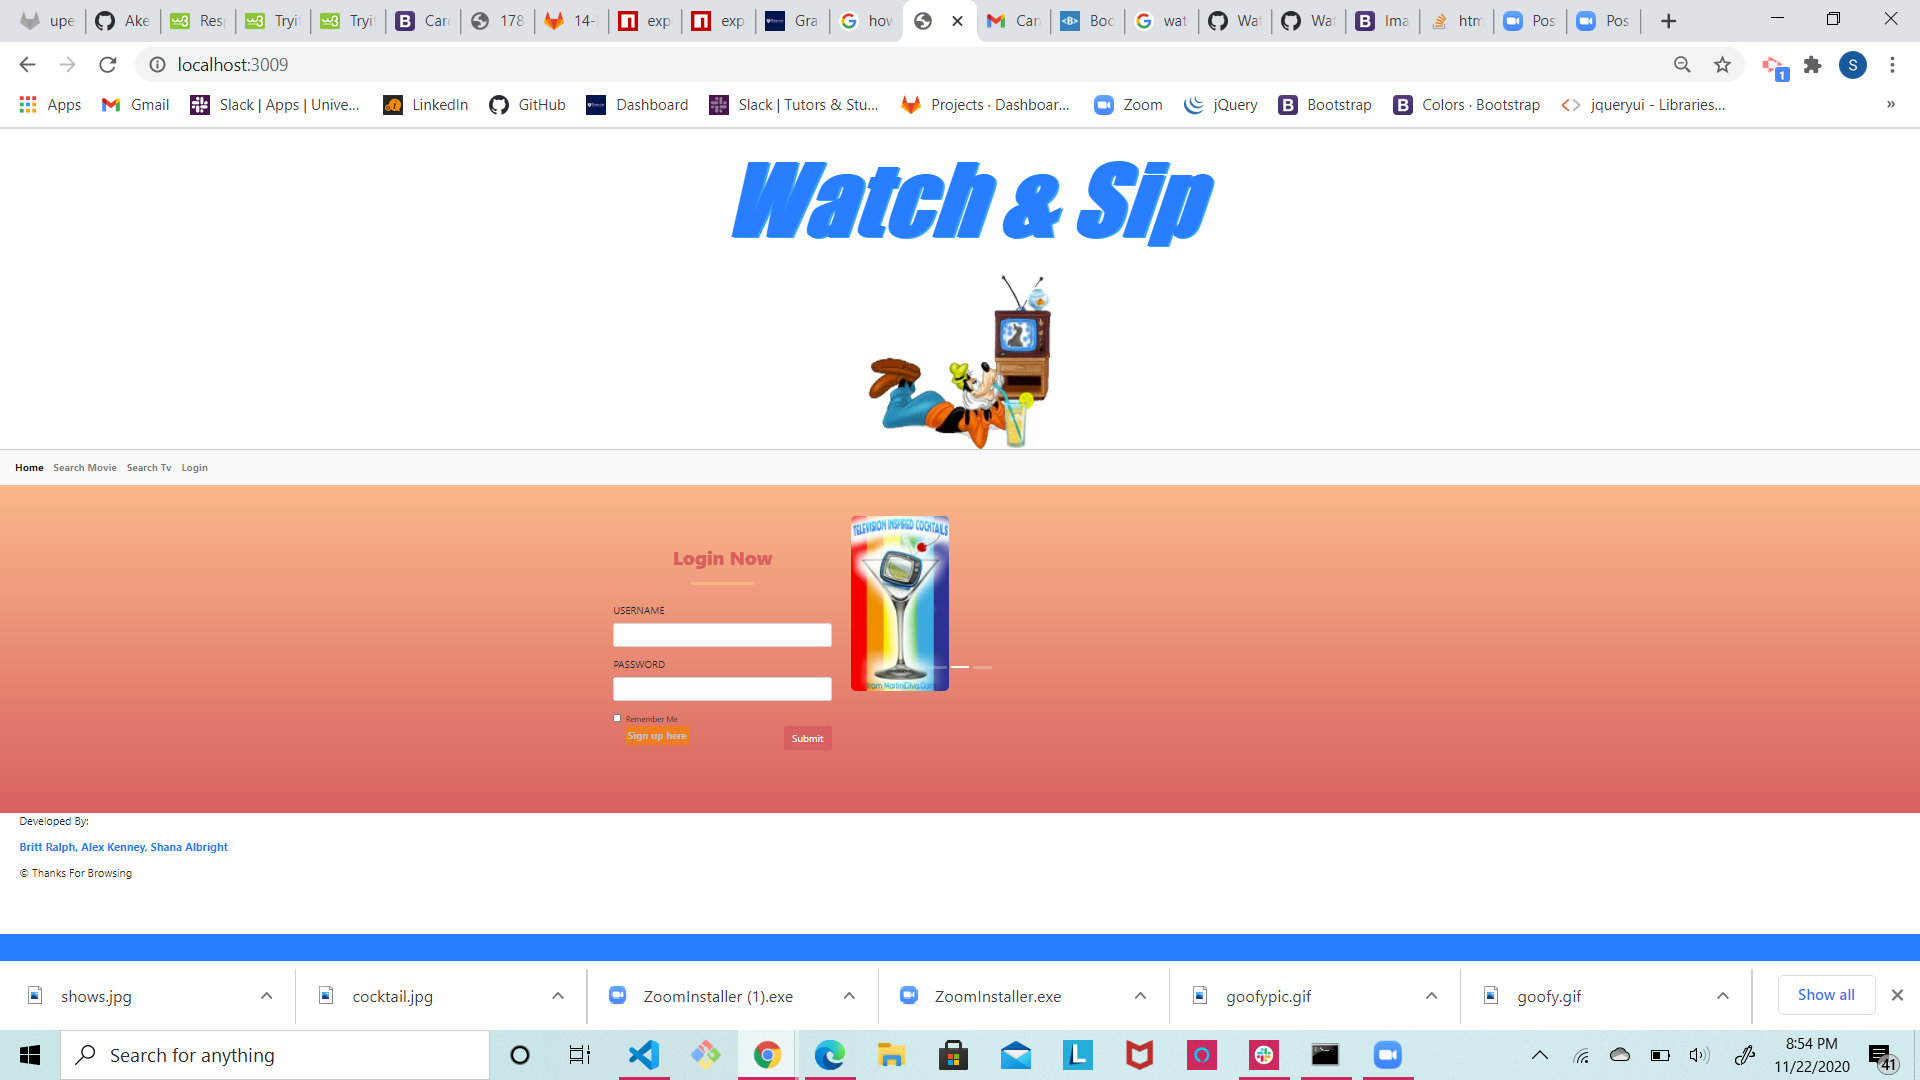 upe
Ake
Res
Tryi
Tryi
Card
178
14-
exp
exp
Gra
how
Can
Boo
wat
Wat
Wat
Ima
htm
Pos
Pos
localhost:3009
S
1
Apps
Gmail
Slack | Apps | Unive...
LinkedIn
GitHub
Dashboard
Slack | Tutors & Stu...
Projects · Dashboar...
Zoom
jQuery
Bootstrap
Colors · Bootstrap
jqueryui - Libraries...
»
Watch & Sip
Home Search Movie Search Tv Login
TELEVISION INSPIRED COCKTAILS
from MartiniDiva.Com
Login Now
USERNAME
PASSWORD
Remember Me
Sign up here
Submit
Developed By:
Britt Ralph, Alex Kenney, Shana Albright
© Thanks For Browsing
shows.jpg
cocktail.jpg
ZoomInstaller (1).exe
ZoomInstaller.exe
goofypic.gif
goofy.gif
Show all
Search for anything
L
8:54 PM
11/22/2020
41